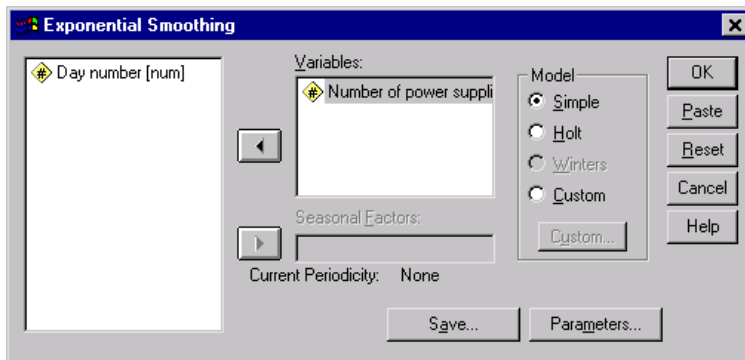 Exponential Smoothing
Day number [num]
Variables:
Number of power suppli
Seasonal Factors:
Current Periodicity: None
Model
Simple
Holt
Winters
Custom
Custom...
OK
Paste
Reset
Cancel
Help
Save...
Parameters...